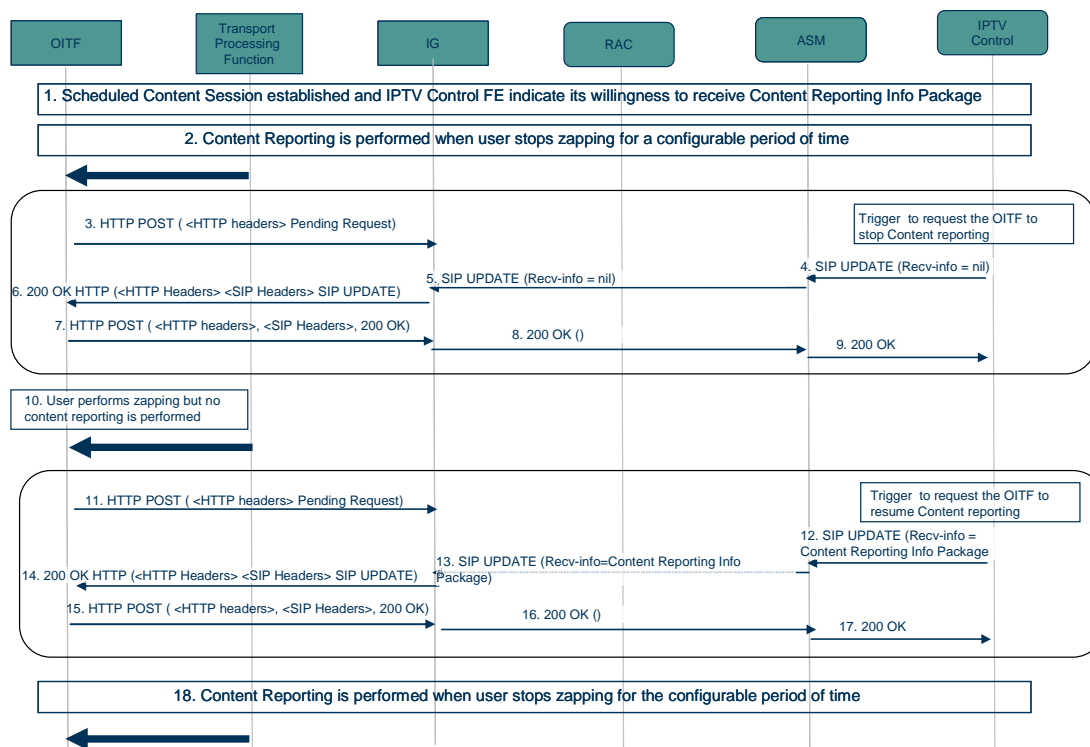 OITF
Transport
Processing
Function
IG
RAC
ASM
IPTV
Control
1. Scheduled Content Session established and IPTV Control FE indicate its willingness to receive Content Reporting Info Package
2. Content Reporting is performed when user stops zapping for a configurable period of time
3. HTTP POST ( <HTTP headers> Pending Request)
Trigger to request the OITF to
stop Content reporting
4. SIP UPDATE (Recv-info = nil)
5. SIP UPDATE (Recv-info = nil)
6. 200 OK HTTP (<HTTP Headers> <SIP Headers> SIP UPDATE)
7. HTTP POST ( <HTTP headers>, <SIP Headers>, 200 OK)
8. 200 OK ()
9. 200 OK
10. User performs zapping but no
content reporting is performed
11. HTTP POST ( <HTTP headers> Pending Request)
Trigger to request the OITF to
resume Content reporting
12. SIP UPDATE (Recv-info =
Content Reporting Info Package
13. SIP UPDATE (Recv-info=Content Reporting Info
Package)
14. 200 OK HTTP (<HTTP Headers> <SIP Headers> SIP UPDATE)
15. HTTP POST ( <HTTP headers>, <SIP Headers>, 200 OK)
16. 200 OK ()
17. 200 OK
18. Content Reporting is performed when user stops zapping for the configurable period of time